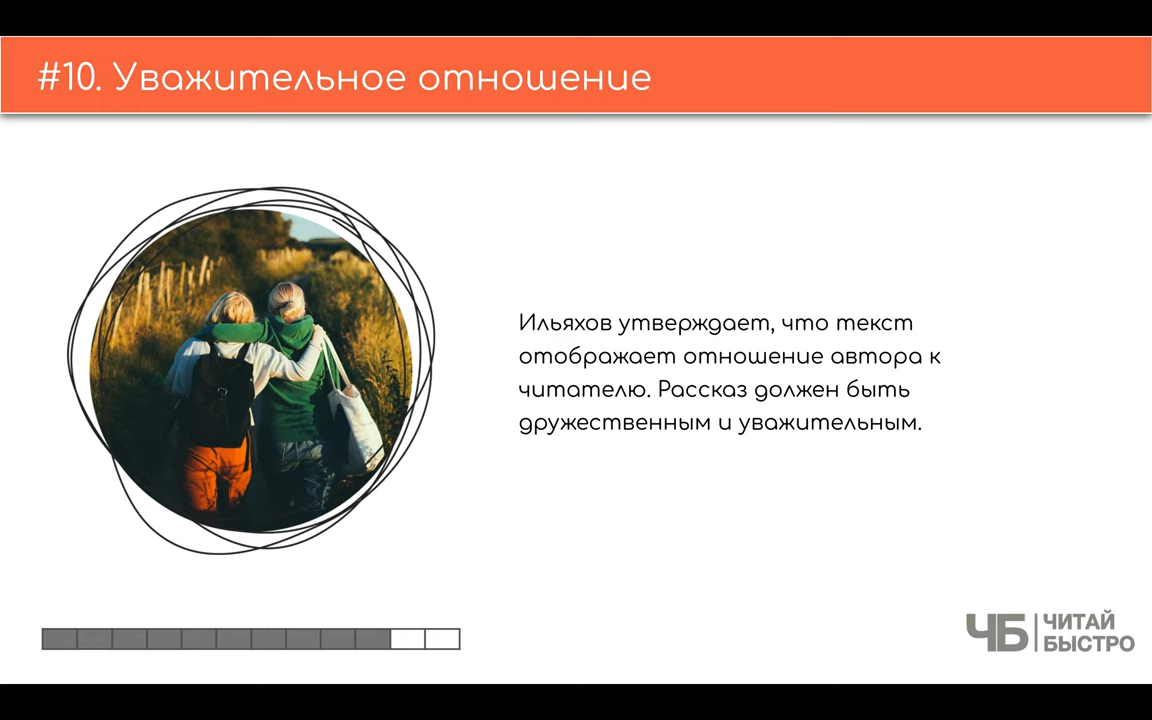 #10. Уважительное отношение
Ильяхов утверждает, что текст
отображает отношение автора к
читателю. Рассказ должен быть
дружественным и уважительным.
ЧБ
ЧИТАЙ
БЫСТРО